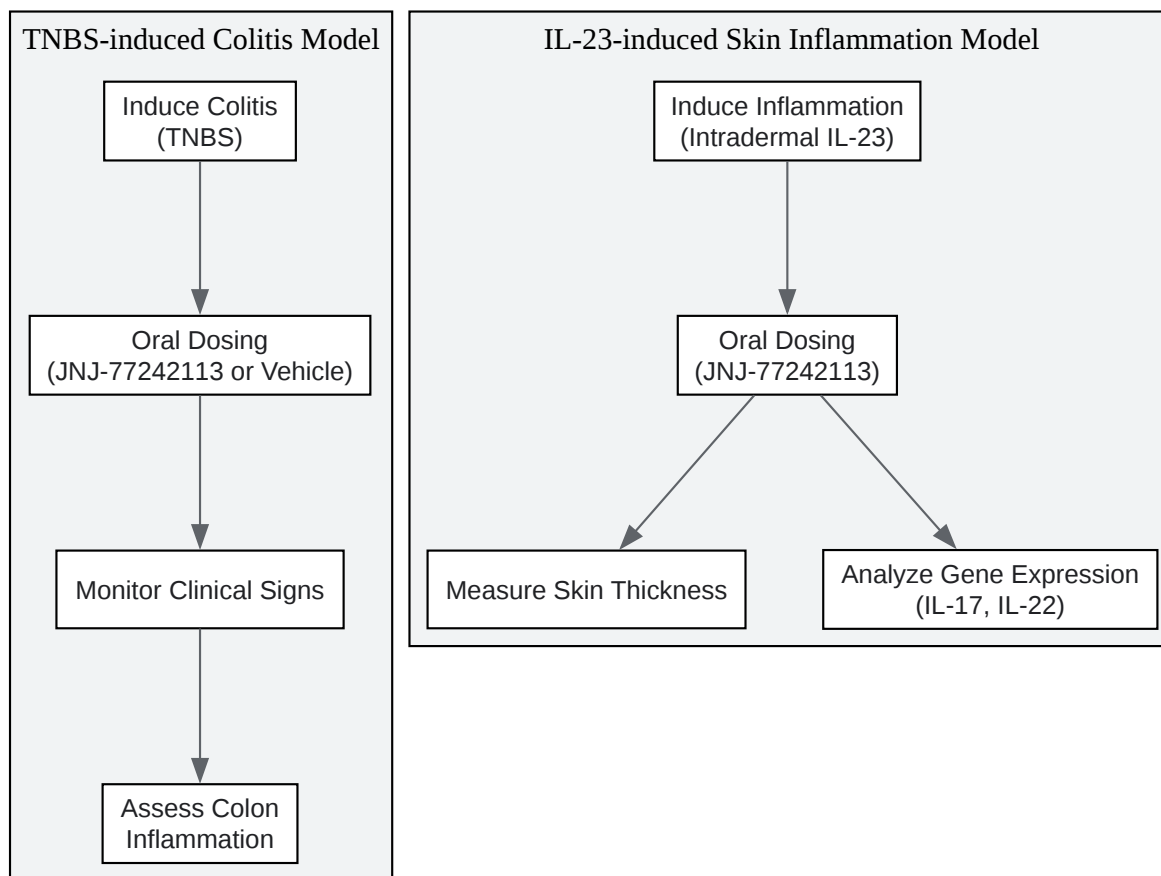 TNBS-induced Colitis Model
Induce Colitis
(TNBS)
Oral Dosing
(JNJ-77242113 or Vehicle)
Monitor Clinical Signs
Assess Colon
Inflammation
IL-23-induced Skin Inflammation Model
Induce Inflammation
(Intradermal IL-23)
Oral Dosing
(JNJ-77242113)
Measure Skin Thickness
Analyze Gene Expression
(IL-17, IL-22)